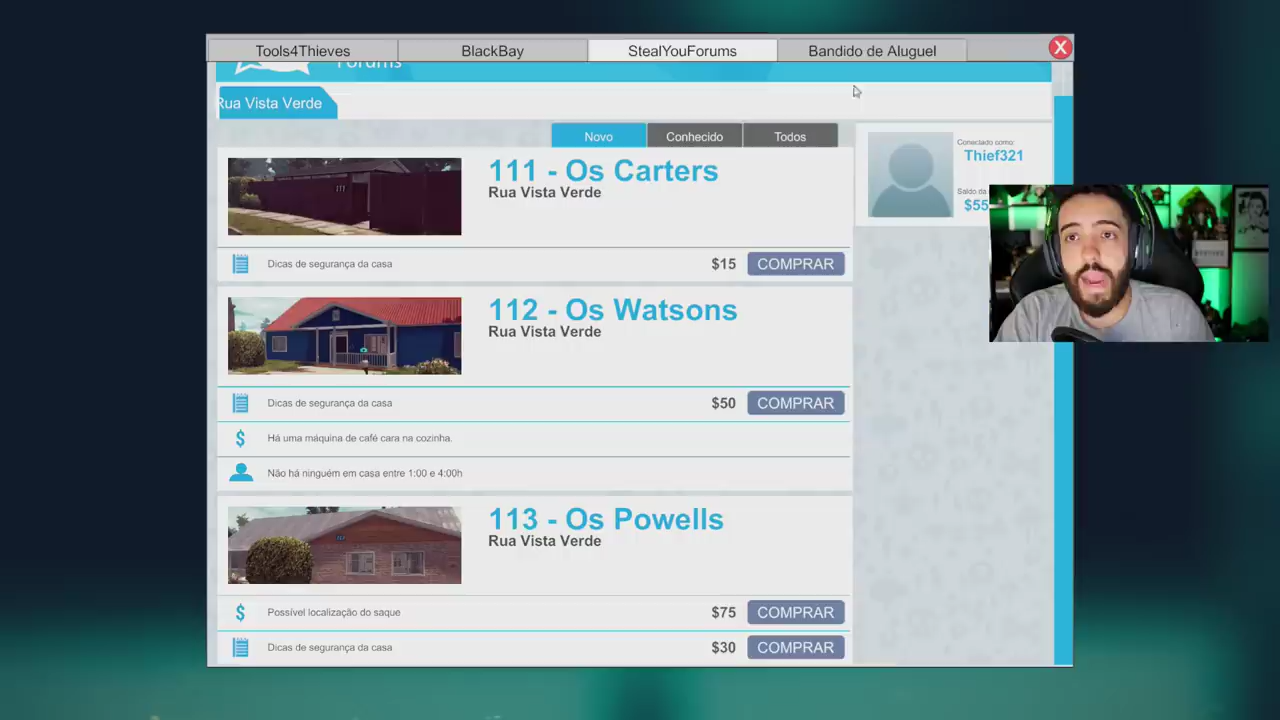 Tools4Thieves
BlackBay
StealYouForums
Bandido de Aluguel
X
Forums
Rua Vista Verde
Novo
Conhecido
Todos
Conectado como:
Thief321
Saldo da
$55
111 - Os Carters
Rua Vista Verde
Dicas de segurança da casa
$15
COMPRAR
112 - Os Watsons
Rua Vista Verde
Dicas de segurança da casa
$50
COMPRAR
Há uma máquina de café cara na cozinha.
Não há ninguém em casa entre 1:00 e 4:00h
113 - Os Powells
Rua Vista Verde
Possível localização do saque
$75
COMPRAR
Dicas de segurança da casa
$30
COMPRAR